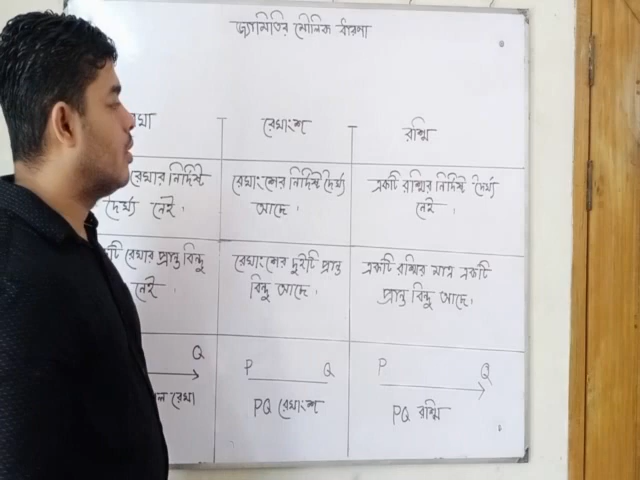 জ্যামিতির মৌলিক ধারণা
রেখাংশ
রশ্মি
রেখার নির্দিষ্ট
দৈর্ঘ্য নেই।
রেখাংশের নির্দিষ্ট দৈর্ঘ্য
আছে।
একটি রশ্মির নির্দিষ্ট দৈর্ঘ্য
নেই।
রেখার প্রান্ত বিন্দু
নেই।
রেখাংশের দুইটি প্রান্ত
বিন্দু আছে।
একটি রশ্মির মাত্র একটি
প্রান্ত বিন্দু আছে।
Q
রেখা
P Q
PQ রেখাংশ
P Q
PQ রশ্মি